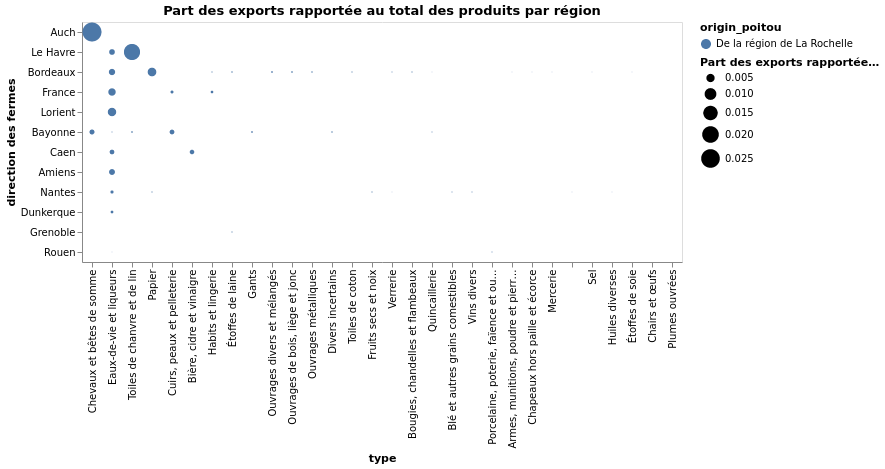 Part des exports rapportée au total des produits par région
direction des fermes
Auch
Le Havre
Bordeaux
France
Lorient
Bayonne
Caen
Amiens
Nantes
Dunkerque
Grenoble
Rouen
Chevaux et bêtes de somme
Eaux-de-vie et liqueurs
Toiles de chanvre et de lin
Papier
Cuirs, peaux et pelleterie
Bière, cidre et vinaigre
Habits et lingerie
Étoffes de laine
Gants
Ouvrages divers et mélangés
Ouvrages de bois, liège et jonc
Ouvrages métalliques
Divers incertains
Toiles de coton
Fruits secs et noix
Verrerie
Bougies, chandelles et flambeaux
Quincaillerie
Blé et autres grains comestibles
Vins divers
Porcelaine, poterie, faïence et ou…
Armes, munitions, poudre et pierr…
Chapeaux hors paille et écorce
Mercerie
Sel
Huiles diverses
Étoffes de soie
Chairs et œufs
Plumes ouvrées
type
origin_poitou
De la région de La Rochelle
Part des exports rapportée…
0.005
0.010
0.015
0.020
0.025